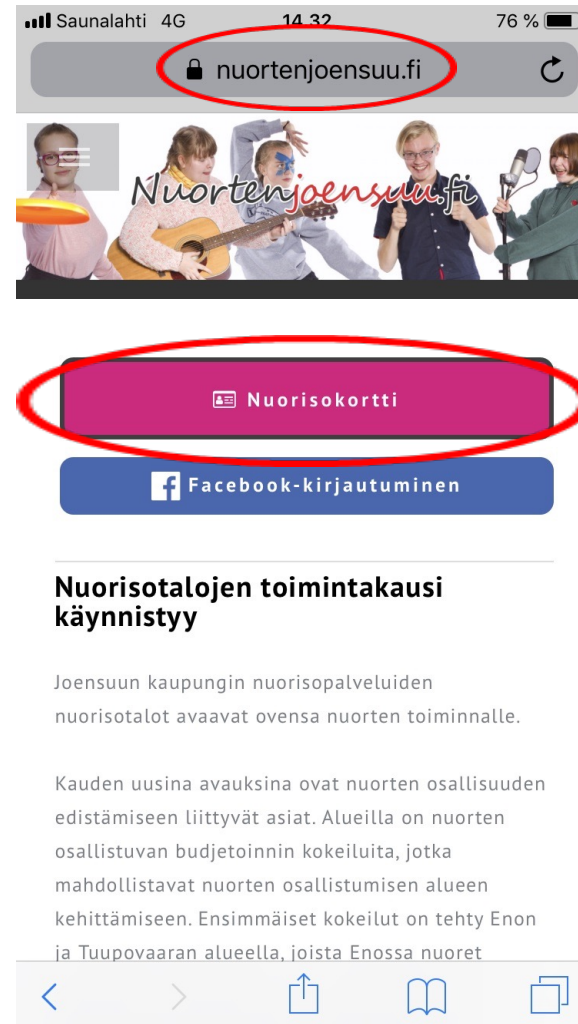 Saunalahti 4G 14.32 76 %
nuortenjoensuu.fi
Nuortenjoensuu.fi
Nuorisokortti
Facebook-kirjautuminen
Nuorisotalojen toimintakausi
käynnistyy
Joensuun kaupungin nuorisopalveluiden
nuorisotalot avaavat ovensa nuorten toiminnalle.
Kauden uusina avauksina ovat nuorten osallisuuden
edistämiseen liittyvät asiat. Alueilla on nuorten
osallistuvan budjetoinnin kokeiluita, jotka
mahdollistavat nuorten osallistumisen alueen
kehittämiseen. Ensimmäiset kokeilut on tehty Enon
ja Tuupovaaran alueella, joista Enossa nuoret